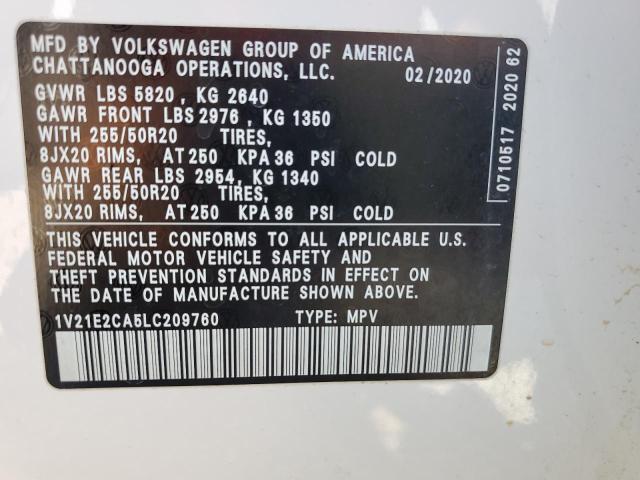 MFD BY VOLKSWAGEN GROUP OF AMERICA
CHATTANOOGA OPERATIONS, LLC. 02/2020
GVWR LBS 5820, KG 2640
GAWR FRONT LBS 2976, KG 1350
WITH 255/50R20 TIRES,
8JX20 RIMS, AT 250 KPA 36 PSI COLD
GAWR REAR LBS 2954, KG 1340
WITH 255/50R20 TIRES,
8JX20 RIMS, AT 250 KPA 36 PSI COLD
THIS VEHICLE CONFORMS TO ALL APPLICABLE U.S.
FEDERAL MOTOR VEHICLE SAFETY AND
THEFT PREVENTION STANDARDS IN EFFECT ON
THE DATE OF MANUFACTURE SHOWN ABOVE.
1V21E2CA5LC209760 TYPE: MPV
0710517 2020 62